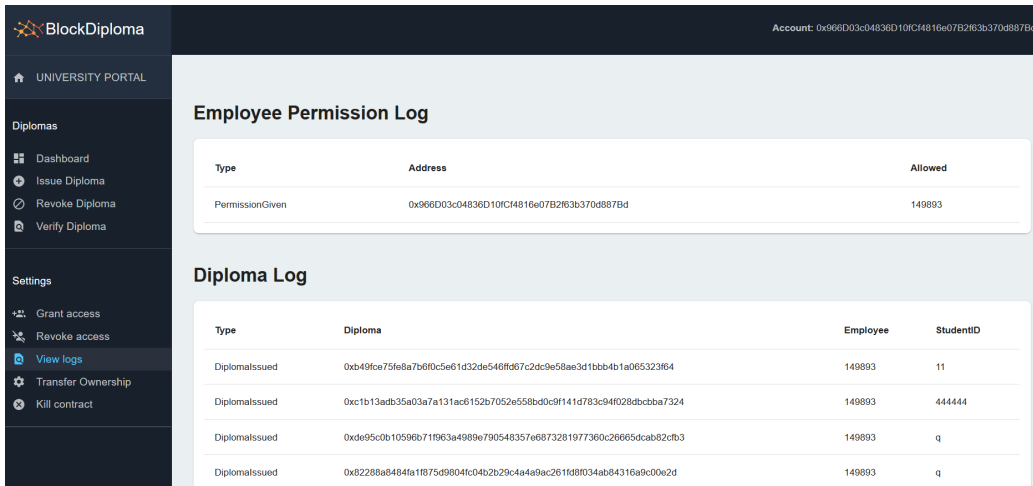 BlockDiploma
Account: 0x966D03c04836D10fCf4816e07B2f63b370d887Bd
UNIVERSITY PORTAL
Diplomas
Dashboard
Issue Diploma
Revoke Diploma
Verify Diploma
Settings
Grant access
Revoke access
View logs
Transfer Ownership
Kill contract
Employee Permission Log
Type Address Allowed
PermissionGiven 0x966D03c04836D10fCf4816e07B2f63b370d887Bd 149893
Diploma Log
Type Diploma Employee StudentID
DiplomaIssued 0xb49fce75fe8a7b6f0c5e61d32de546ffd67c2dc9e58ae3d1bbb4b1a065323f64 149893 11
DiplomaIssued 0xc1b13adb35a03a7a131ac6152b7052e558bd0c9f141d783c94f028dbcbba7324 149893 444444
DiplomaIssued 0xde95c0b10596b71f963a4989e790548357e6873281977360c26665dcab82cfb3 149893 q
DiplomaIssued 0x82288a8484fa1f875d9804fc04b2b29c4a4a9ac261fd8f034ab84316a9c00e2d 149893 q